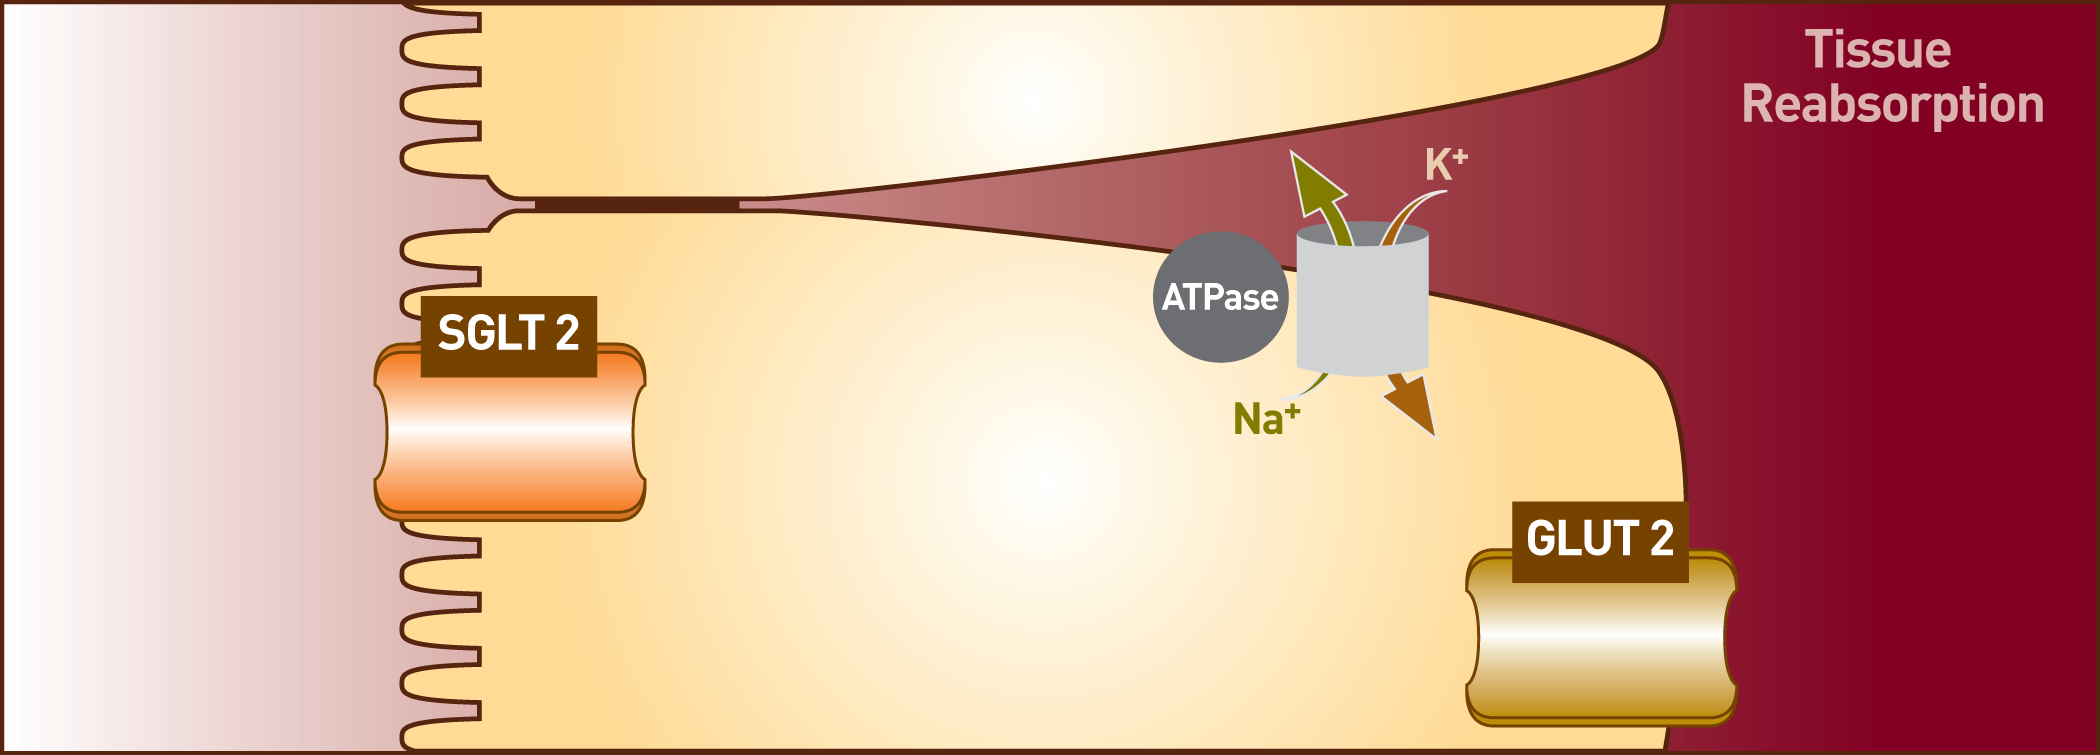 Tissue
Reabsorption
K⁺
ATPase
SGLT 2
Na⁺
GLUT 2